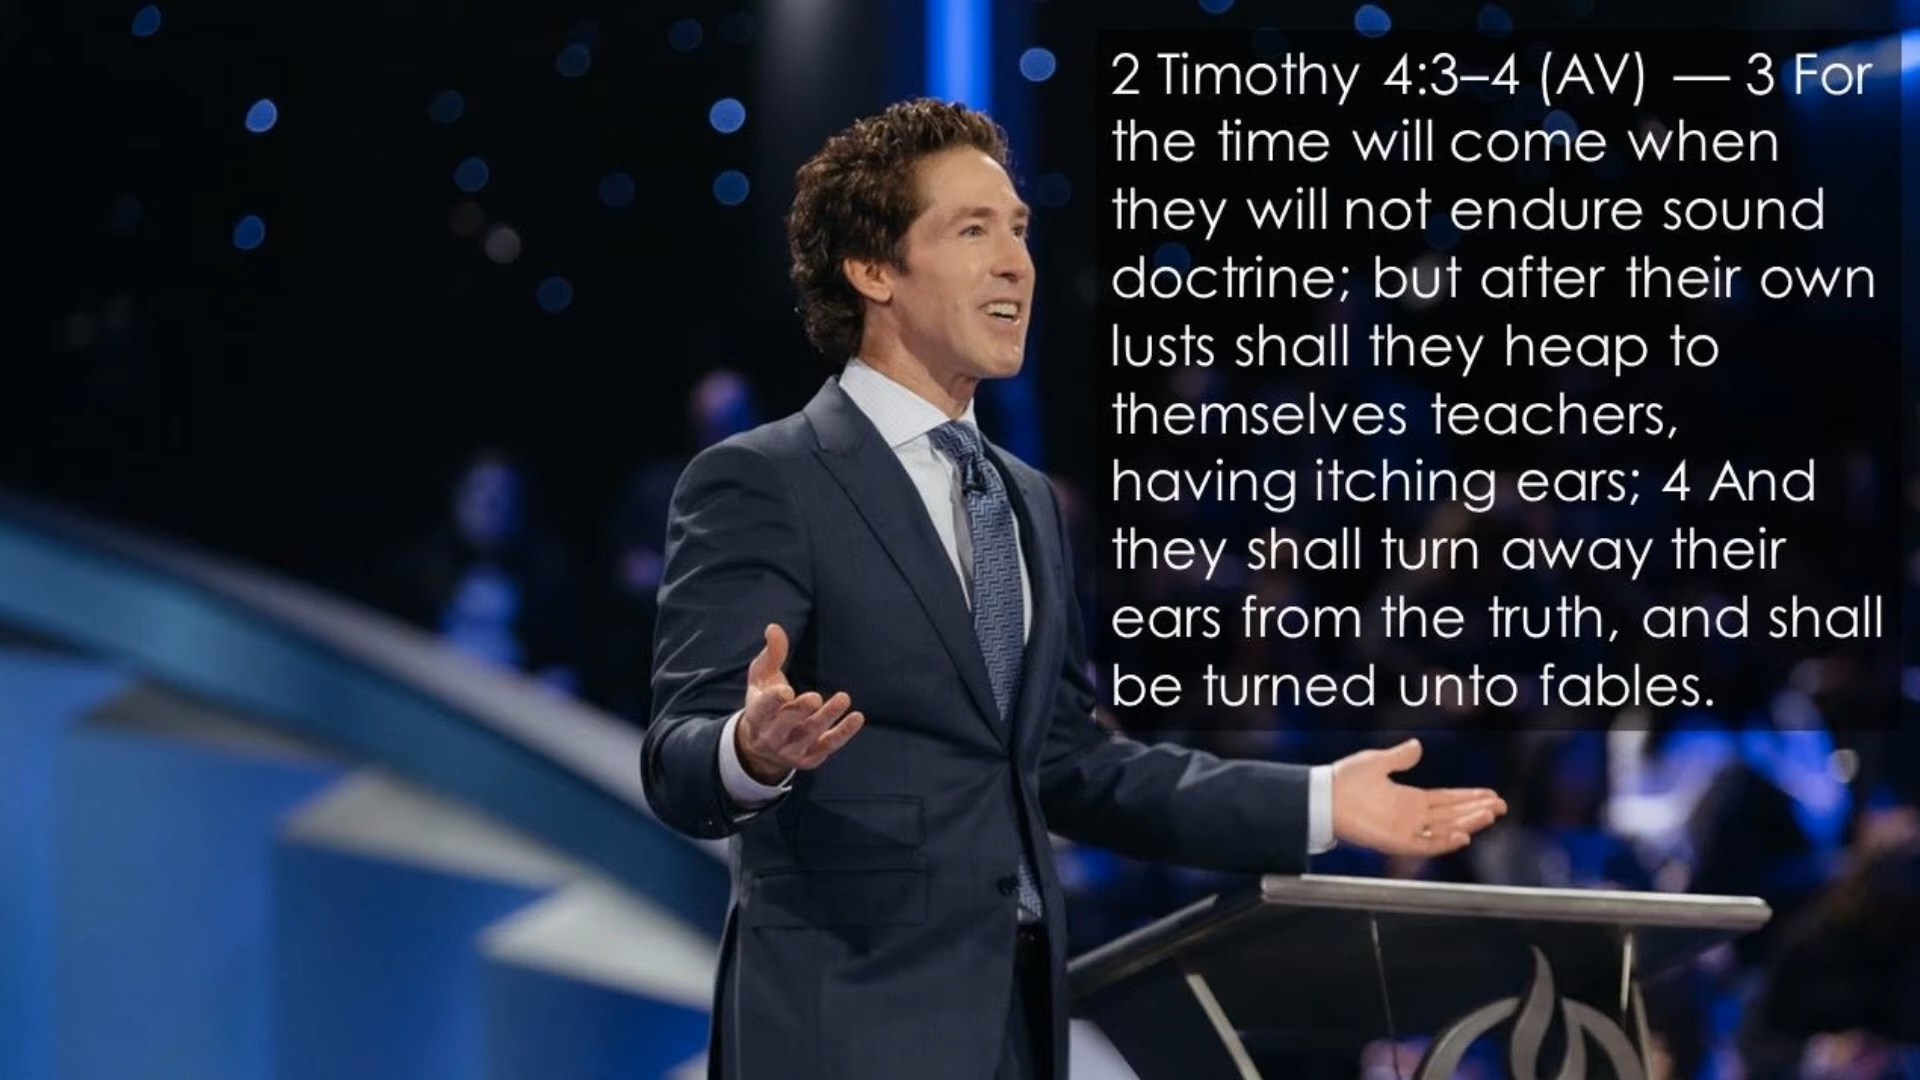 2 Timothy 4:3–4 (AV) — 3 For
the time will come when
they will not endure sound
doctrine; but after their own
lusts shall they heap to
themselves teachers,
having itching ears; 4 And
they shall turn away their
ears from the truth, and shall
be turned unto fables.